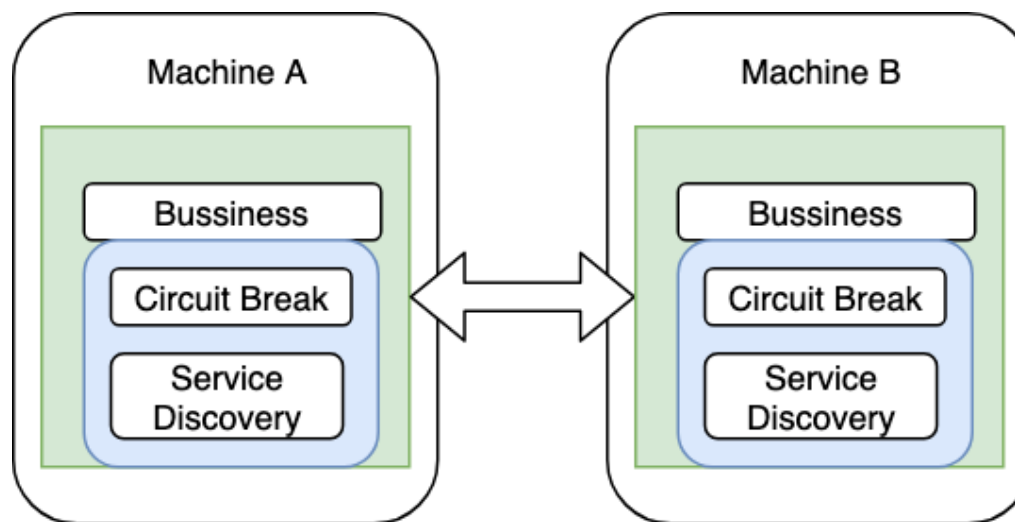 Machine A
Bussiness
Circuit Break
Service
Discovery
Machine B
Bussiness
Circuit Break
Service
Discovery